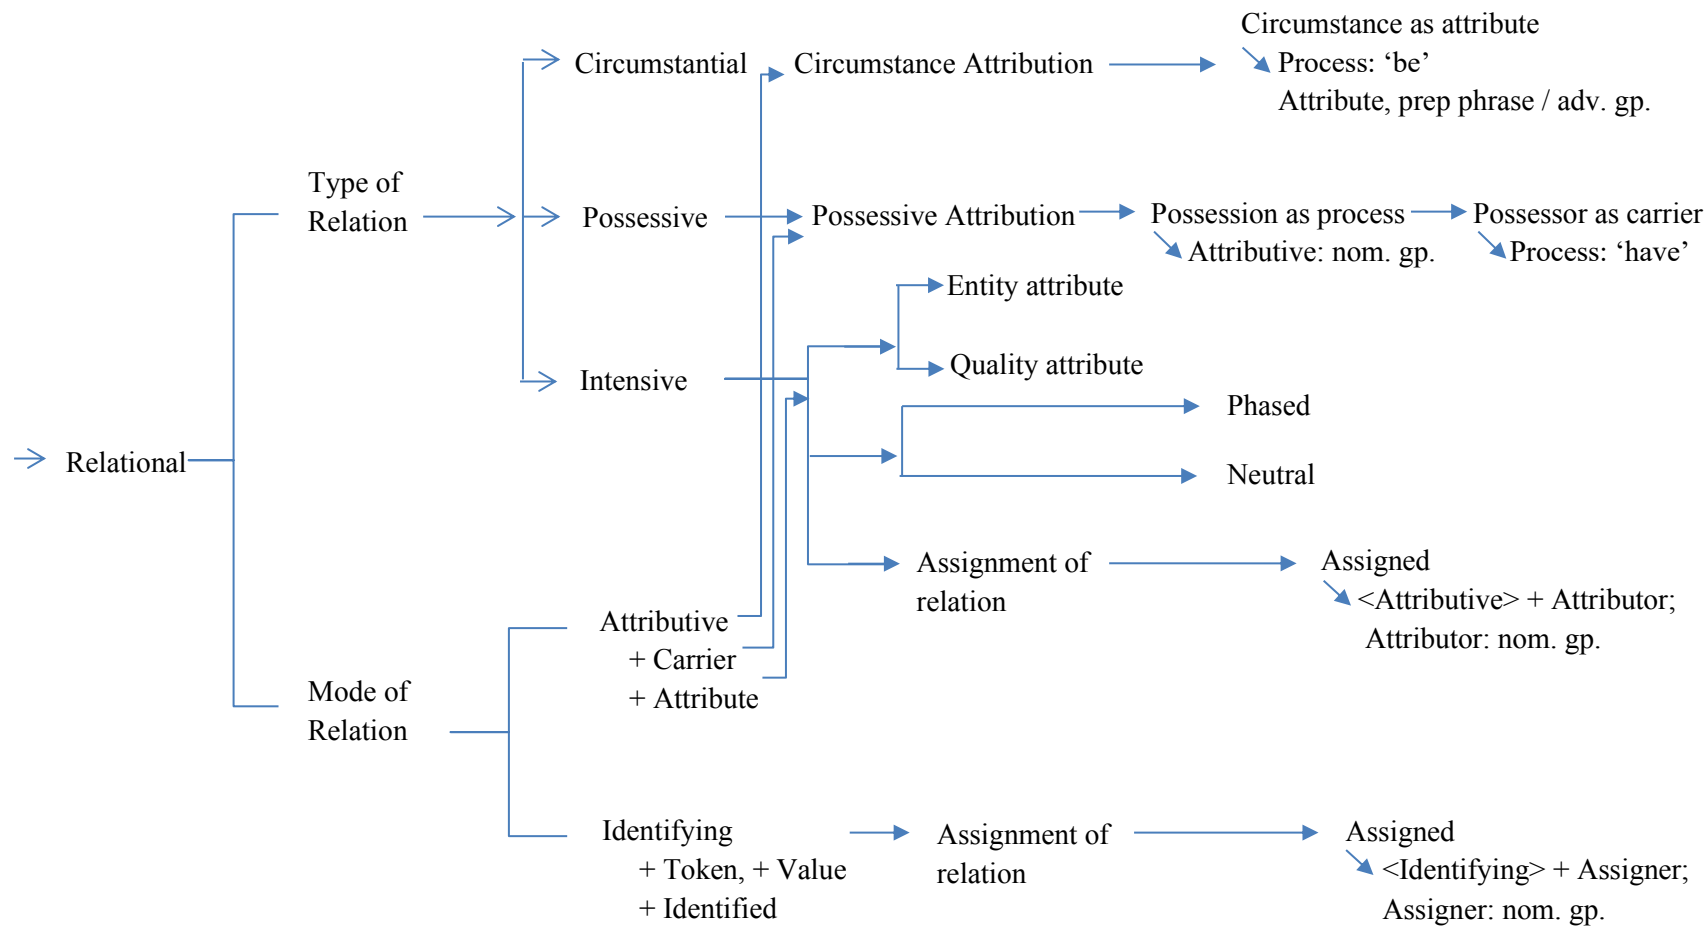 Circumstance as attribute
Circumstantial
Circumstance Attribution
Process: ‘be’
Attribute, prep phrase / adv. gp.
Type of
Relation
Possessive
Possessive Attribution
Possession as process
Possessor as carrier
Attributive: nom. gp.
Process: ‘have’
Entity attribute
Quality attribute
Intensive
Phased
Relational
Neutral
Assignment of
relation
Assigned
<Attributive> + Attributor;
Attributor: nom. gp.
Attributive
+ Carrier
+ Attribute
Mode of
Relation
Identifying
+ Token, + Value
+ Identified
Assignment of
relation
Assigned
<Identifying> + Assigner;
Assigner: nom. gp.